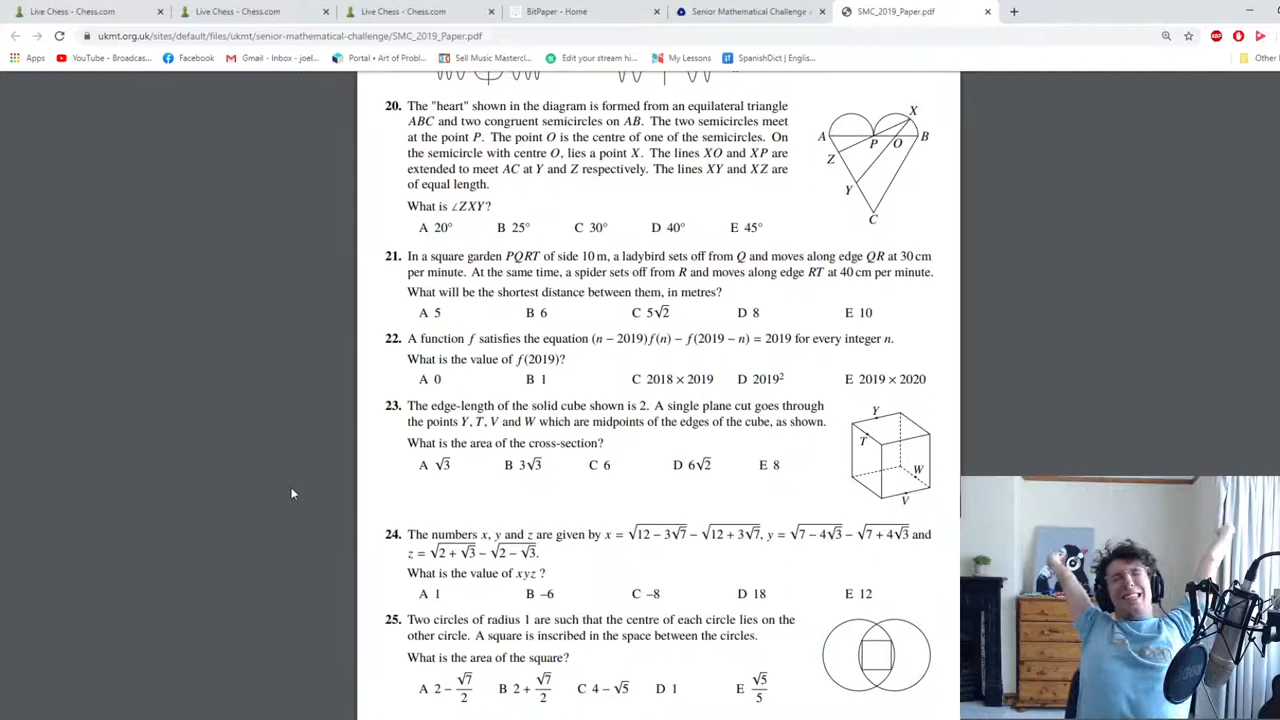 Live Chess - Chess.com
Live Chess - Chess.com
Live Chess - Chess.com
BitPaper - Home
Senior Mathematical Challenge
SMC_2019_Paper.pdf
ukmt.org.uk/sites/default/files/ukmt/senior-mathematical-challenge/SMC_2019_Paper.pdf
Apps YouTube - Broadcas... Facebook Gmail - Inbox - joel... Portal • Art of Probl... Sell Music Mastercl... Edit your stream hi... My Lessons SpanishDict | Englis... Other
20. The "heart" shown in the diagram is formed from an equilateral triangle
ABC and two congruent semicircles on AB. The two semicircles meet
at the point P. The point O is the centre of one of the semicircles. On
the semicircle with centre O, lies a point X. The lines XO and XP are
extended to meet AC at Y and Z respectively. The lines XY and XZ are
of equal length.
What is ∠ZXY?
A 20° B 25° C 30° D 40° E 45°
X
A B
P O
Z
Y
C
21. In a square garden PQRT of side 10 m, a ladybird sets off from Q and moves along edge QR at 30 cm
per minute. At the same time, a spider sets off from R and moves along edge RT at 40 cm per minute.
What will be the shortest distance between them, in metres?
A 5 B 6 C 5√2 D 8 E 10
22. A function f satisfies the equation (n − 2019)f(n) − f(2019 − n) = 2019 for every integer n.
What is the value of f(2019)?
A 0 B 1 C 2018 × 2019 D 2019² E 2019 × 2020
23. The edge-length of the solid cube shown is 2. A single plane cut goes through
the points Y, T, V and W which are midpoints of the edges of the cube, as shown.
What is the area of the cross-section?
A √3 B 3√3 C 6 D 6√2 E 8
Y
T
W
V
24. The numbers x, y and z are given by x = √(12 − 3√7) − √(12 + 3√7), y = √(7 − 4√3) − √(7 + 4√3) and
z = √(2 + √3) − √(2 − √3).
What is the value of xyz ?
A 1 B –6 C –8 D 18 E 12
25. Two circles of radius 1 are such that the centre of each circle lies on the
other circle. A square is inscribed in the space between the circles.
What is the area of the square?
A 2 − √7/2 B 2 + √7/2 C 4 − √5 D 1 E √5/5